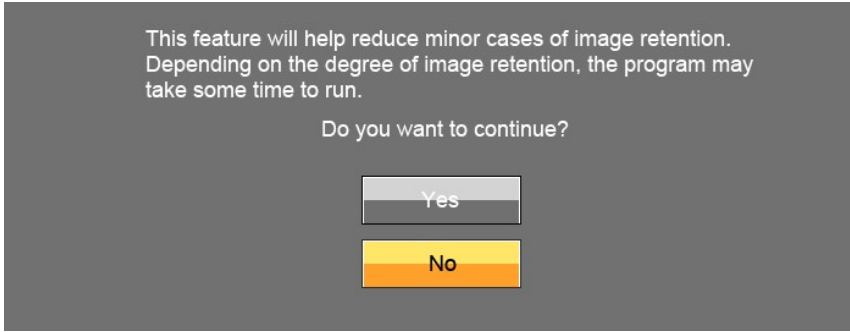 This feature will help reduce minor cases of image retention.
Depending on the degree of image retention, the program may
take some time to run.
Do you want to continue?
Yes
No